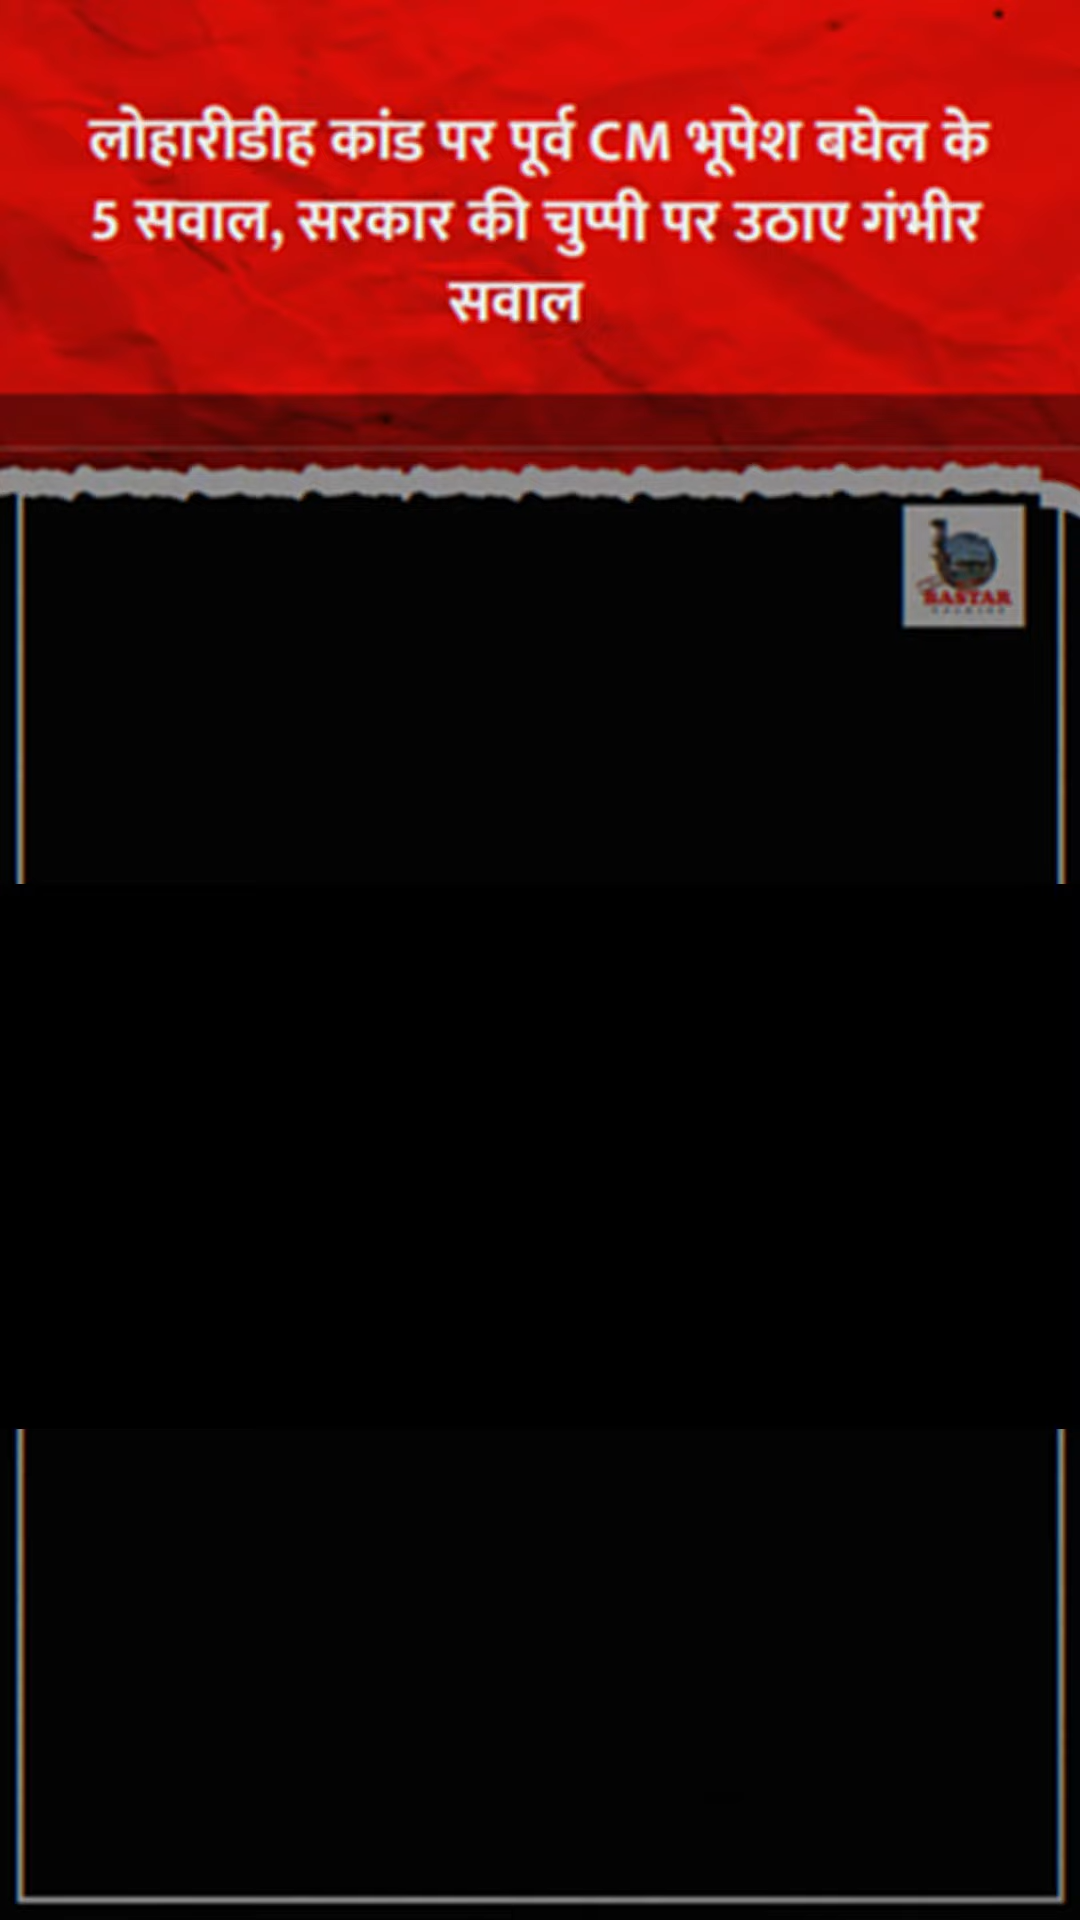 लोहारीडीह कांड पर पूर्व CM भूपेश बघेल के
5 सवाल, सरकार की चुप्पी पर उठाए गंभीर
सवाल
BASTAR